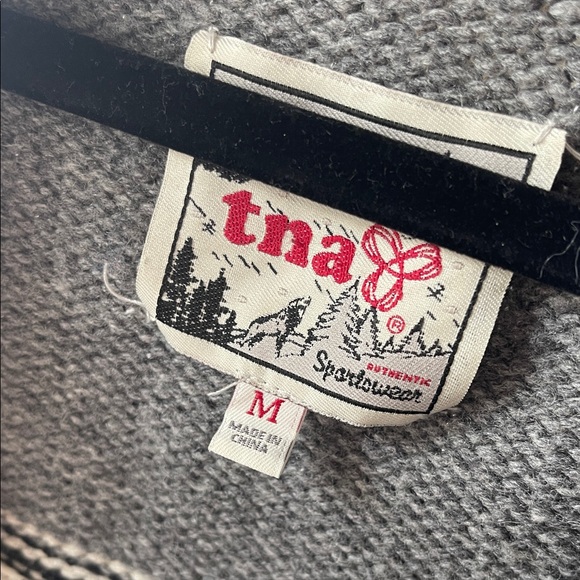 tna
®
AUTHENTIC
Sportswear
M
MADE IN
CHINA